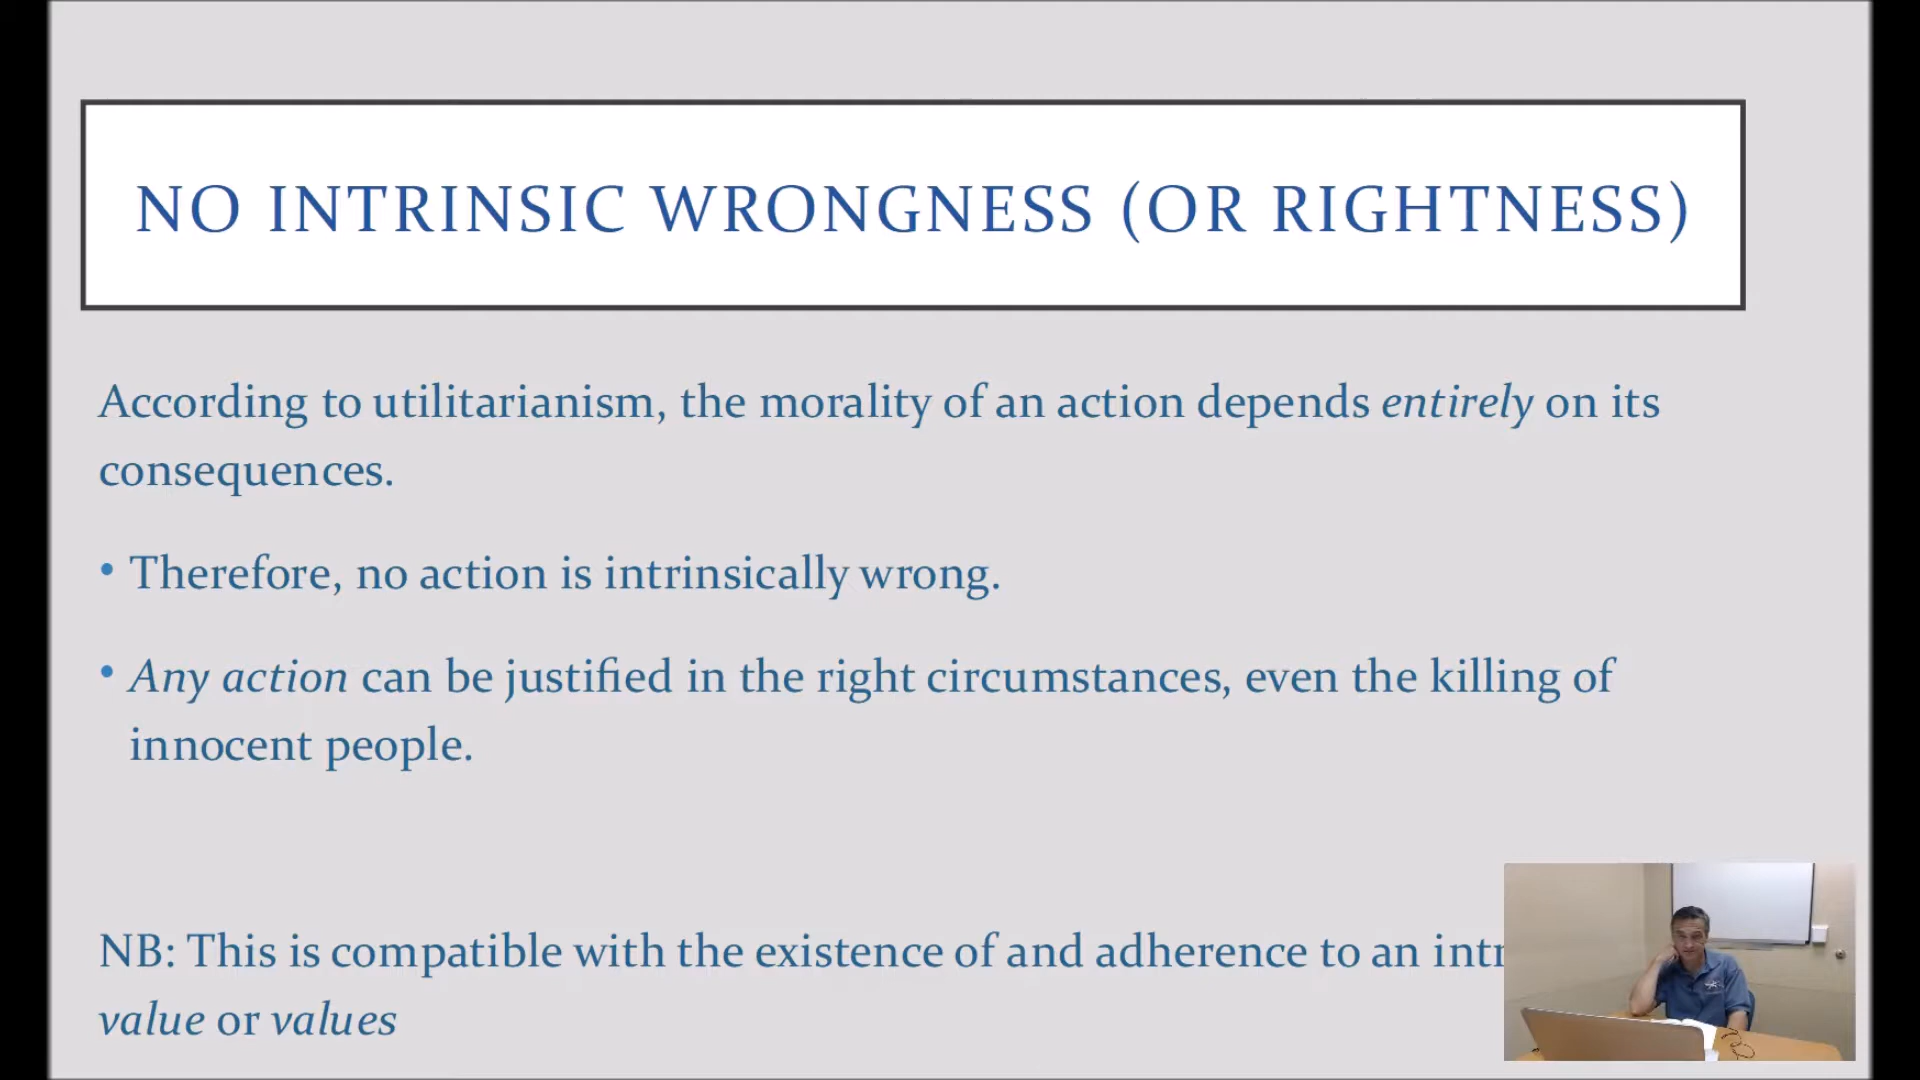 NO INTRINSIC WRONGNESS (OR RIGHTNESS)
According to utilitarianism, the morality of an action depends entirely on its
consequences.
• Therefore, no action is intrinsically wrong.
• Any action can be justified in the right circumstances, even the killing of
innocent people.
NB: This is compatible with the existence of and adherence to an
value or values